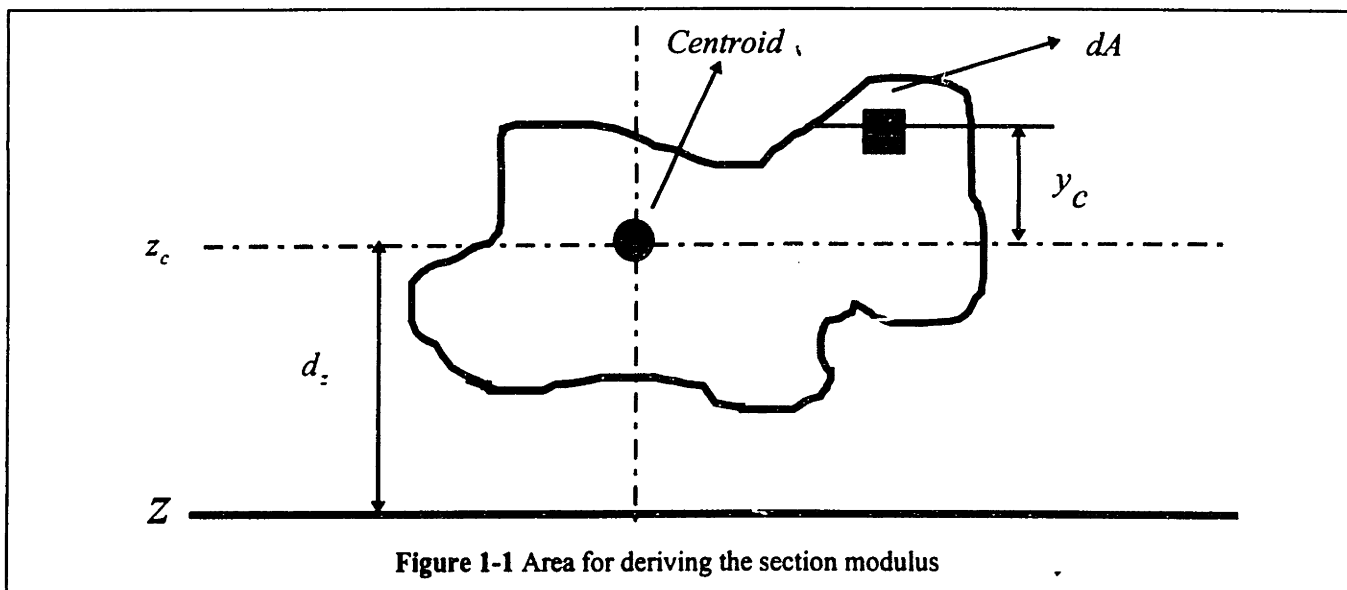 Centroid
dA
y_c
z_c
d_z
Z
Figure 1-1 Area for deriving the section modulus